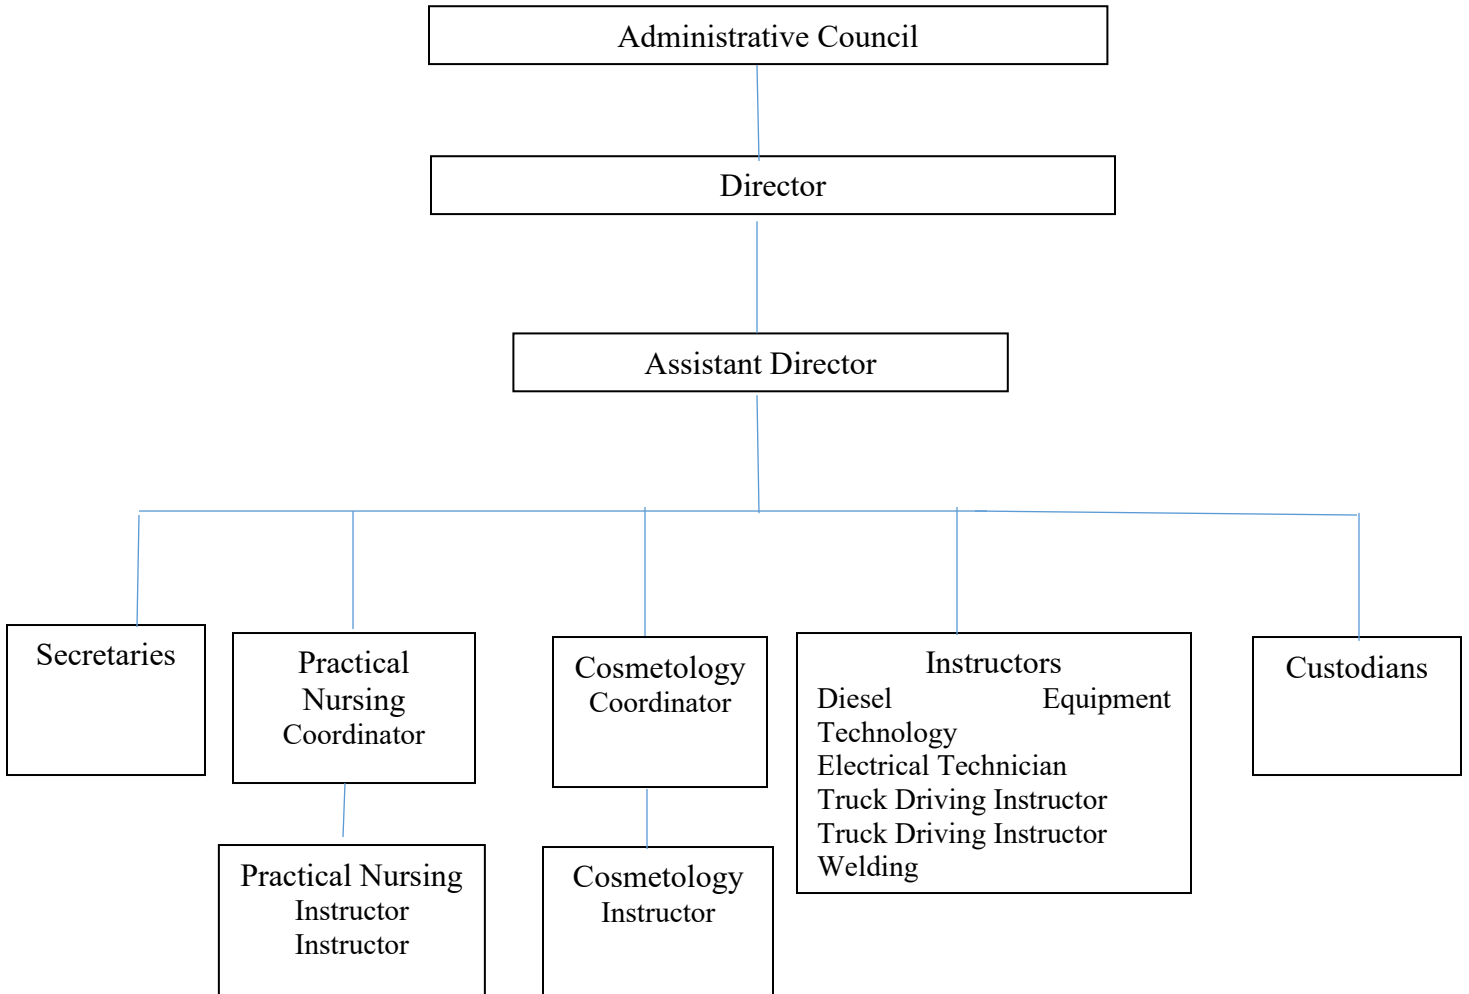 Administrative Council
Director
Assistant Director
Secretaries
Practical
Nursing
Coordinator
Cosmetology
Coordinator
Instructors
Diesel Equipment
Technology
Electrical Technician
Truck Driving Instructor
Truck Driving Instructor
Welding
Custodians
Practical Nursing
Instructor
Instructor
Cosmetology
Instructor